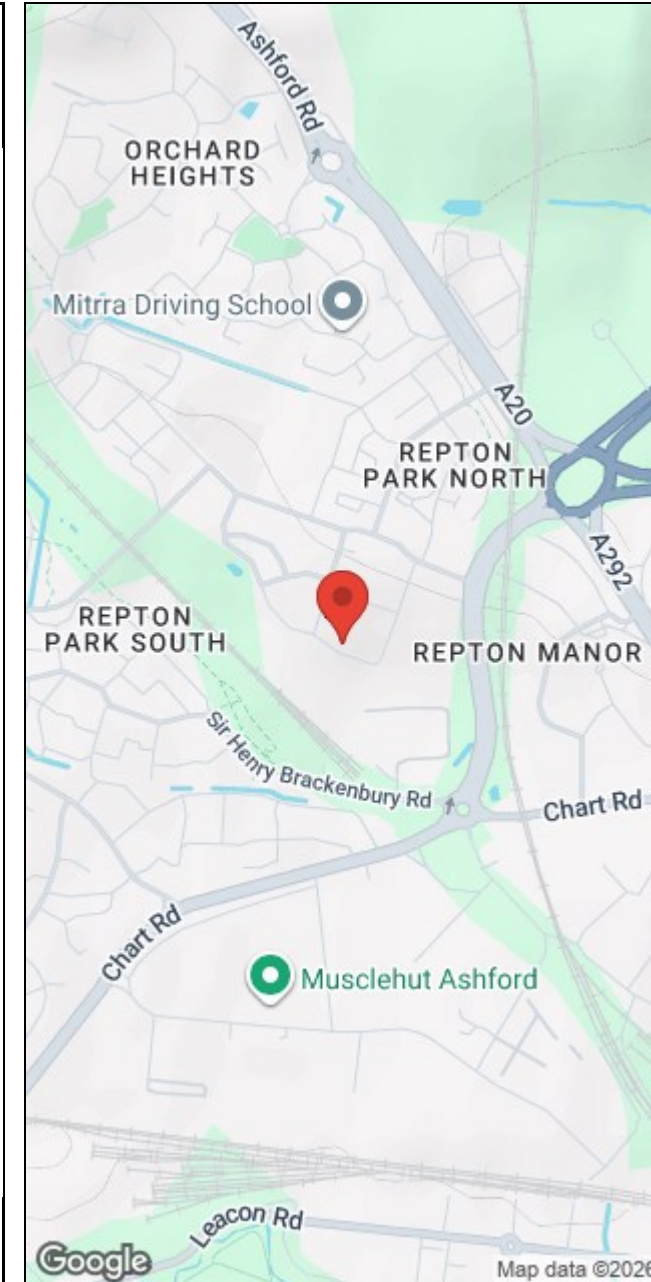 Ashford Rd
ORCHARD
HEIGHTS
Mitrra Driving School
A20
REPTON
PARK NORTH
A292
REPTON
PARK SOUTH
REPTON MANOR
Sir Henry Brackenbury Rd
Chart Rd
Chart Rd
Musclehut Ashford
Leacon Rd
Google
Map data ©2026